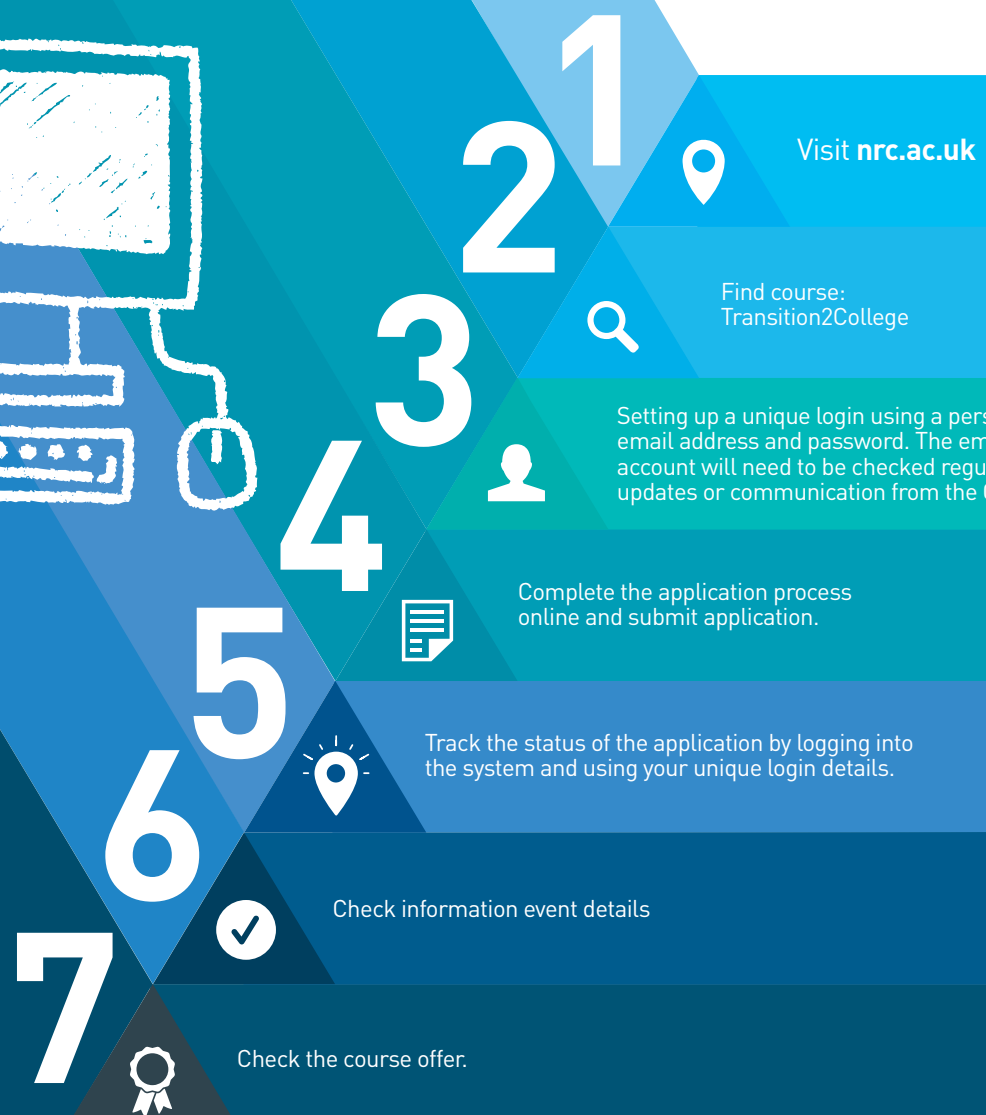 1
Visit nrc.ac.uk
2
Find course:
Transition2College
3
Setting up a unique login using a
email address and password. The
account will need to be checked
updates or communication from the
4
Complete the application process
online and submit application.
5
Track the status of the application by logging into
the system and using your unique login details.
6
Check information event details
7
Check the course offer.